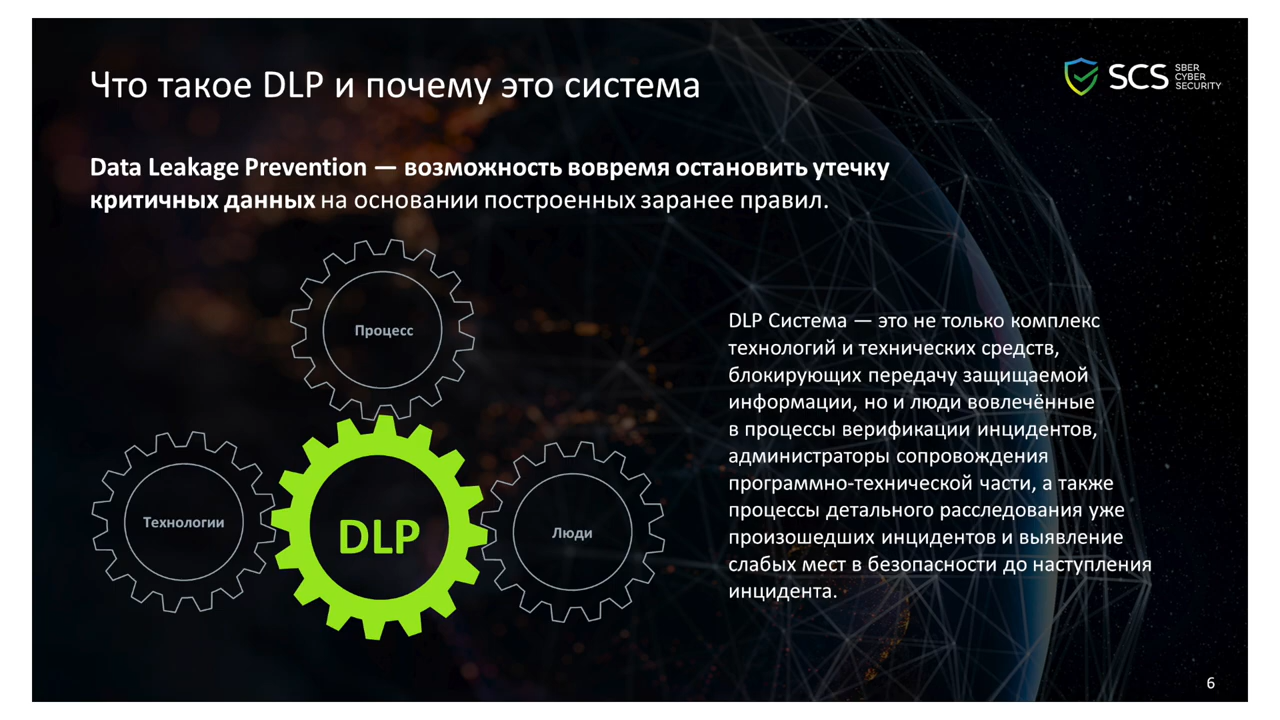 Что такое DLP и почему это система
SCS
SBER
CYBER
SECURITY
Data Leakage Prevention — возможность вовремя остановить утечку
критичных данных на основании построенных заранее правил.
Процесс
Технологии
DLP
Люди
DLP Система — это не только комплекс
технологий и технических средств,
блокирующих передачу защищаемой
информации, но и люди вовлечённые
в процессы верификации инцидентов,
администраторы сопровождения
программно-технической части, а также
процессы детального расследования уже
произошедших инцидентов и выявление
слабых мест в безопасности до наступления
инцидента.
6